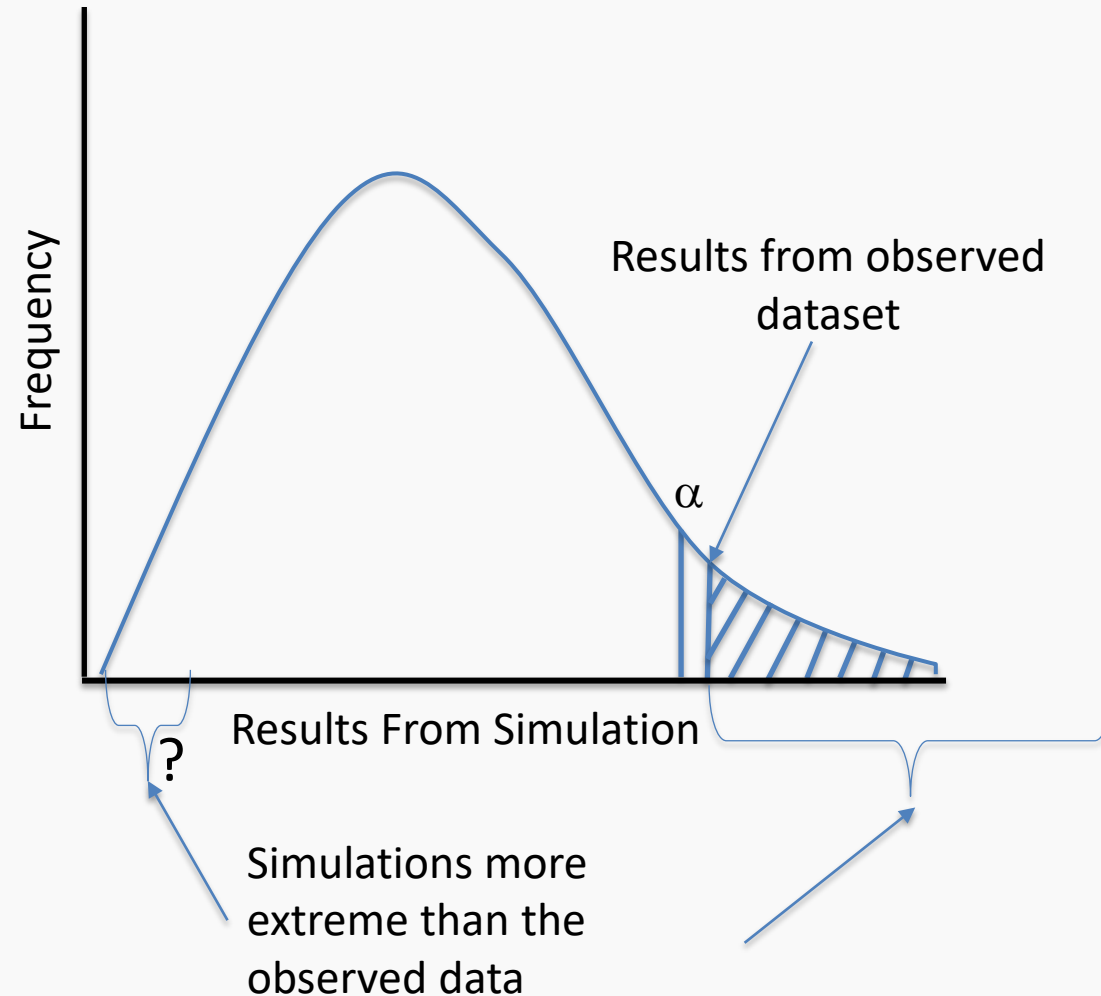 Frequency
Results from observed
dataset
α
Results From Simulation
?
Simulations more
extreme than the
observed data